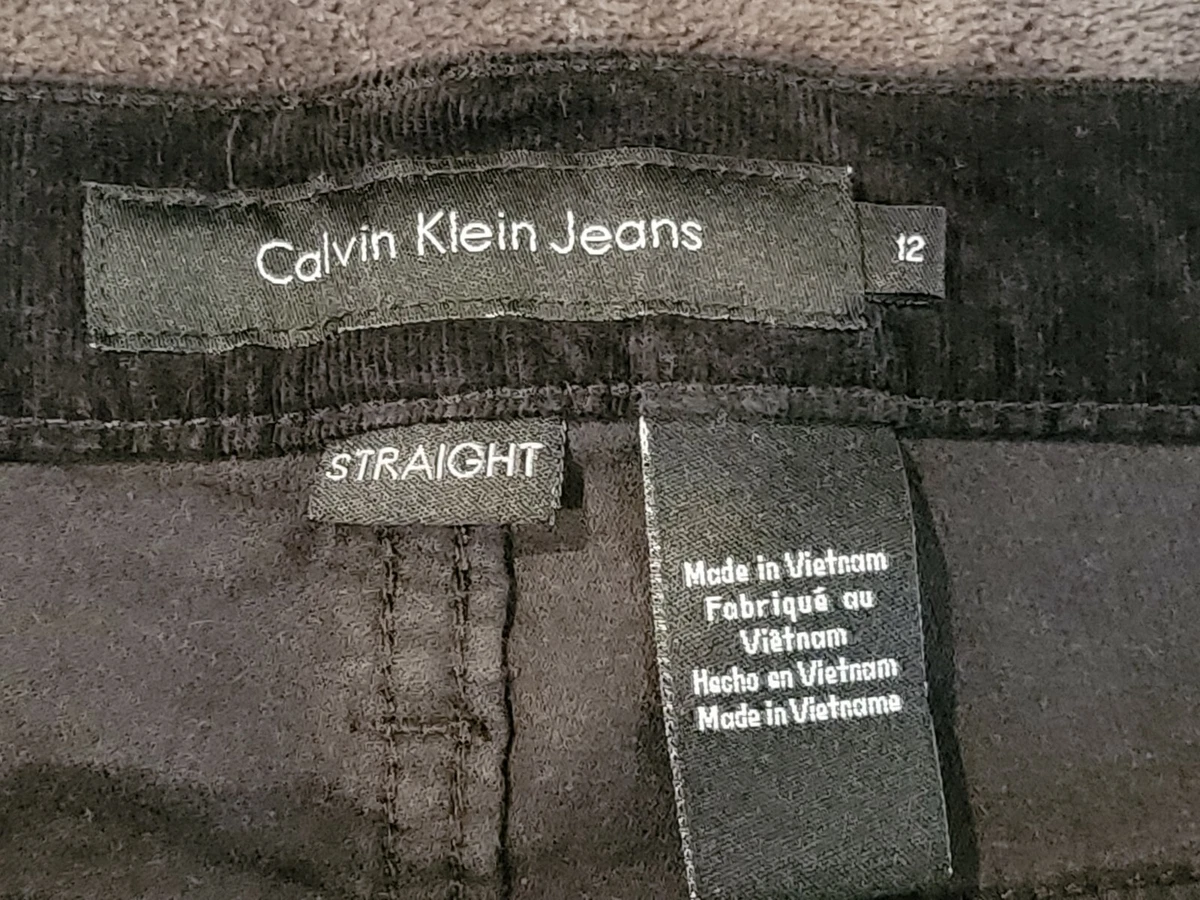 Calvin Klein Jeans
12
STRAIGHT
Made in Vietnam
Fabriqué au
Viêtnam
Hecho en Vietnam
Made in Vietname